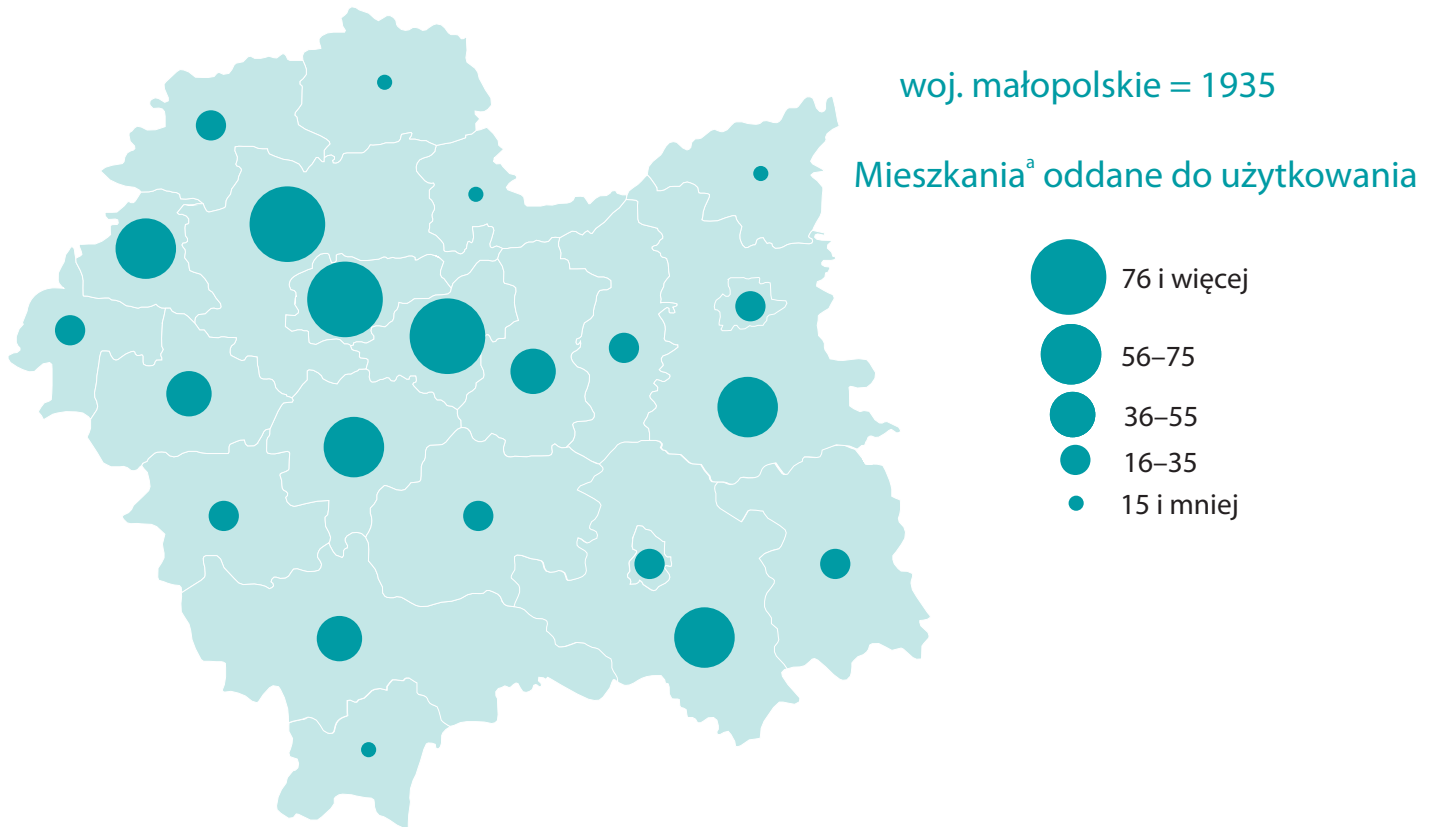 woj. małopolskie = 1935
Mieszkaniaᵃ oddane do użytkowania
76 i więcej
56–75
36–55
16–35
15 i mniej